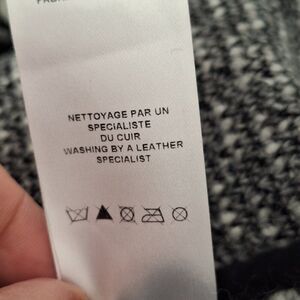 NETTOYAGE PAR UN
SPECIALISTE
DU CUIR
WASHING BY A LEATHER
SPECIALIST